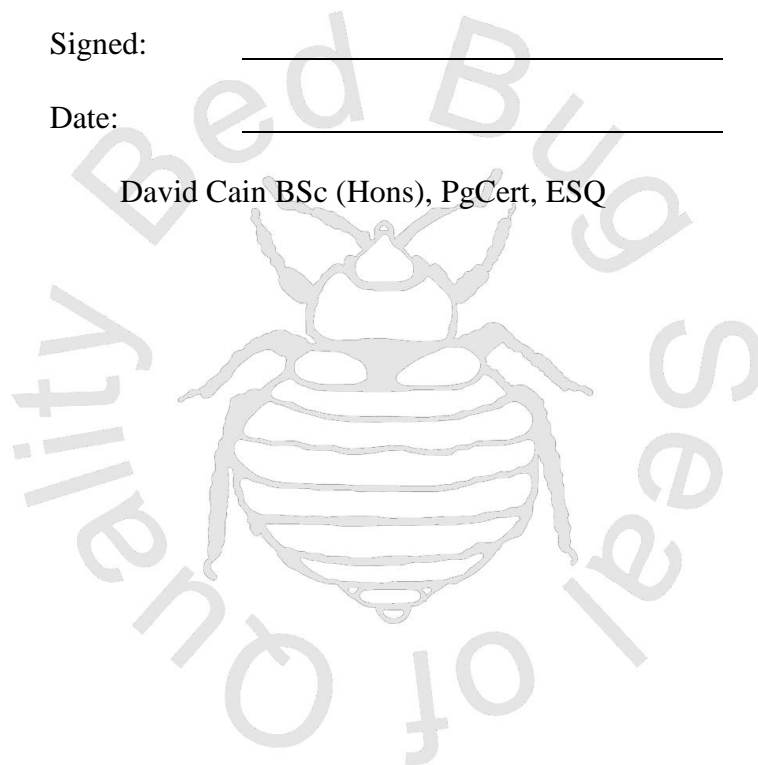 Signed:
Date:
David Cain BSc (Hons), PgCert, ESQ
Bed Bug Seal of Quality